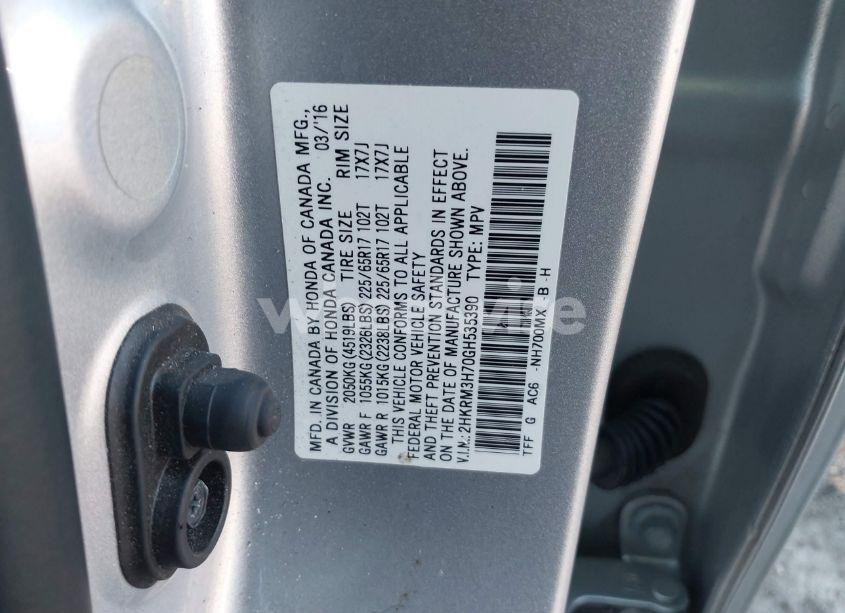 MFD. IN CANADA BY HONDA OF CANADA MFG.,
A DIVISION OF HONDA CANADA INC. 03/'16
GVWR 2050KG(4519LBS) TIRE SIZE RIM SIZE
GAWR F 1055KG(2326LBS) 225/65R17 102T 17X7J
GAWR R 1015KG(2238LBS) 225/65R17 102T 17X7J
THIS VEHICLE CONFORMS TO ALL APPLICABLE
FEDERAL MOTOR VEHICLE SAFETY
AND THEFT PREVENTION STANDARDS IN EFFECT
ON THE DATE OF MANUFACTURE SHOWN ABOVE.
V.I.N.: 2HKRM3H70GH535390 TYPE: MPV
TFF G AC6 -NH700MX -B -H